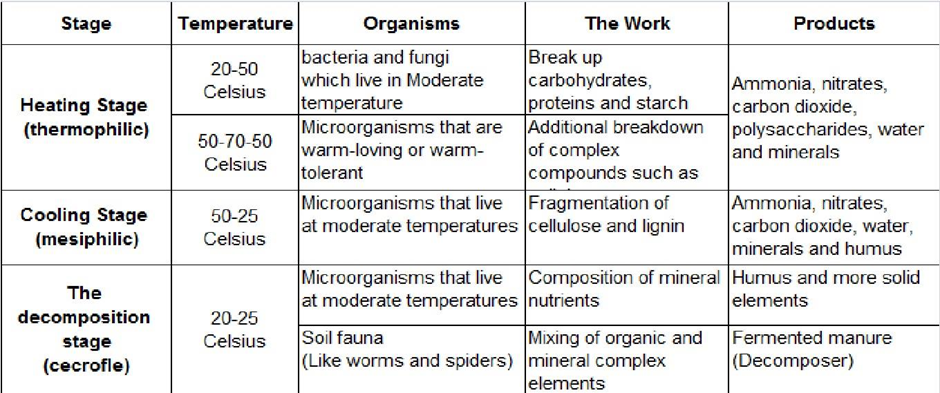 Stage Temperature Organisms The Work Products
Heating Stage
(thermophilic)
20-50
Celsius
bacteria and fungi
which live in Moderate
temperature
Break up
carbohydrates,
proteins and starch
Ammonia, nitrates,
carbon dioxide,
polysaccharides, water
and minerals
50-70-50
Celsius
Microorganisms that are
warm-loving or warm-
tolerant
Additional breakdown
of complex
compounds such as
Cooling Stage
(mesiphilic)
50-25
Celsius
Microorganisms that live
at moderate temperatures
Fragmentation of
cellulose and lignin
Ammonia, nitrates,
carbon dioxide, water,
minerals and humus
The
decomposition
stage
(cecrofle)
20-25
Celsius
Microorganisms that live
at moderate temperatures
Composition of mineral
nutrients
Humus and more solid
elements
Soil fauna
(Like worms and spiders)
Mixing of organic and
mineral complex
elements
Fermented manure
(Decomposer)